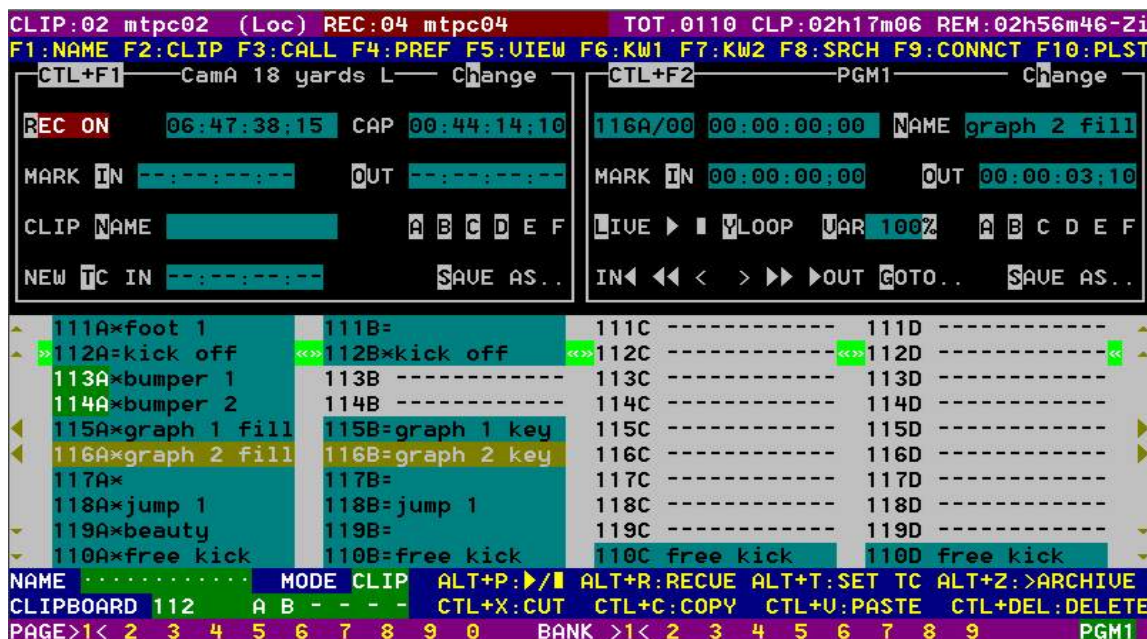 CLIP:02 mtpc02 (Loc) REC:04 mtpc04 TOT.0110 CLP:02h17m06 REM:02h56m46-Zi
F1:NAME F2:CLIP F3:CALL F4:PREF F5:VIEW F6:KW1 F7:KW2 F8:SRCH F9:CONNCT F10:PLST
CTL+F1 CamA 18 yards L Change CTL+F2 PGM1 Change
REC ON 06:47:38;15 CAP 00:44:14;10 116A/00 00:00:00;00 NAME graph 2 fill
MARK IN --:--:--:-- OUT --:--:--:-- MARK IN 00:00:00;00 OUT 00:00:03;10
CLIP NAME A B C D E F LIVE ▶ ▮ YLOOP VAR 100% A B C D E F
NEW TC IN --:--:--:-- SAVE AS.. IN◀ ◀◀ < > ▶▶ ▶OUT GOTO.. SAVE AS..
111A*foot 1 111B= 111C ------------ 111D ------------
»112A=kick off «»112B*kick off «»112C ------------ «»112D ------------ «
113A*bumper 1 113B ------------ 113C ------------ 113D ------------
114A*bumper 2 114B ------------ 114C ------------ 114D ------------
115A*graph 1 fill 115B=graph 1 key 115C ------------ 115D ------------
116A*graph 2 fill 116B=graph 2 key 116C ------------ 116D ------------
117A* 117B= 117C ------------ 117D ------------
118A*jump 1 118B=jump 1 118C ------------ 118D ------------
119A*beauty 119B= 119C ------------ 119D ------------
110A*free kick 110B=free kick 110C free kick 110D free kick
NAME ············ MODE CLIP ALT+P:▶/▮ ALT+R:RECUE ALT+T:SET TC ALT+Z:>ARCHIVE
CLIPBOARD 112 A B - - - - CTL+X:CUT CTL+C:COPY CTL+V:PASTE CTL+DEL:DELETE
PAGE>1< 2 3 4 5 6 7 8 9 0 BANK >1< 2 3 4 5 6 7 8 9 PGM1